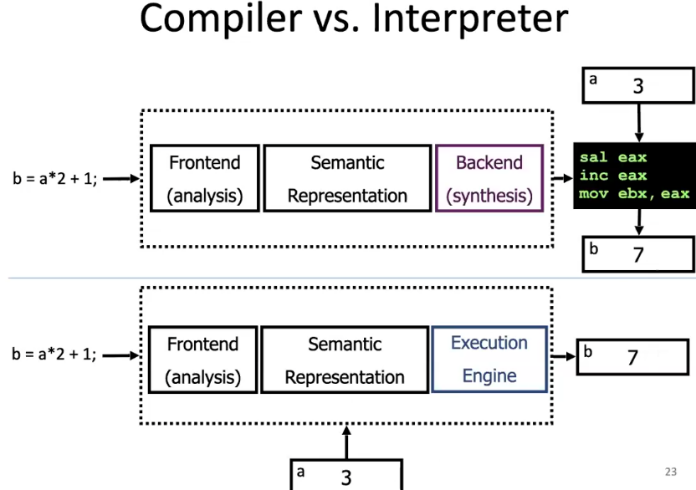 Compiler vs. Interpreter
a 3
b = a*2 + 1;
Frontend
(analysis)
Semantic
Representation
Backend
(synthesis)
sal eax
inc eax
mov ebx, eax
b 7
b = a*2 + 1;
Frontend
(analysis)
Semantic
Representation
Execution
Engine
b 7
a 3
23